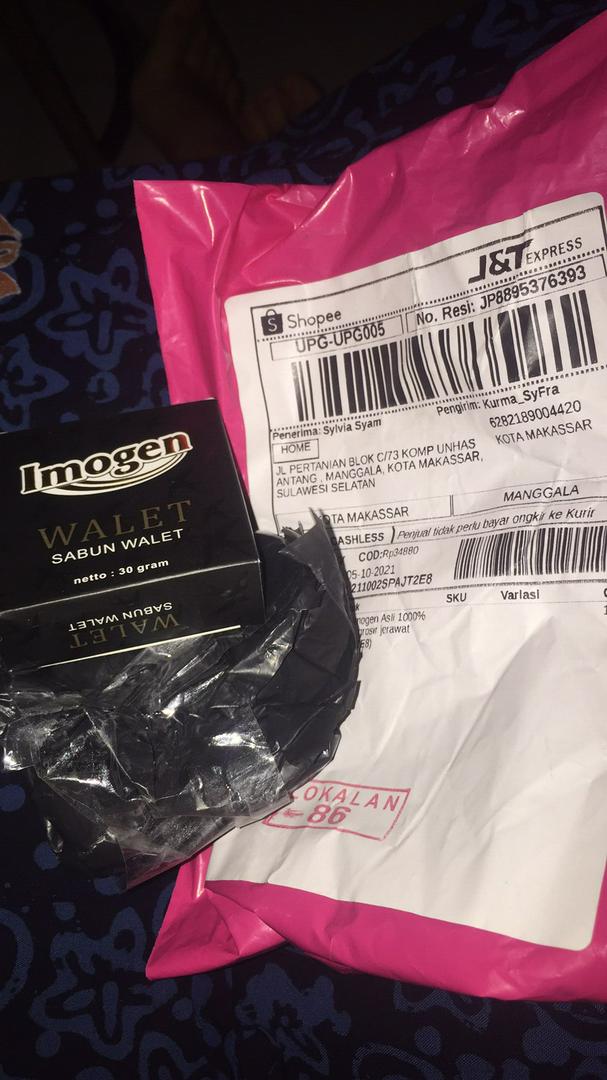 J&T EXPRESS
Shopee
No. Resi: JP8895376393
UPG-UPG005
Penerima: Sylvia Syam
Pengirim: Kurma_SyFra
HOME
6282189004420
KOTA MAKASSAR
JL PERTANIAN BLOK C/73 KOMP UNHAS
ANTANG , MANGGALA, KOTA MAKASSAR,
SULAWESI SELATAN
OTA MAKASSAR
MANGGALA
CASHLESS
Penjual tidak perlu bayar ongkir ke Kurir
COD:Rp34880
05-10-2021
211002SPAJT2E8
SKU
Variasi
mogen Asli 1000%
grosir jerawat
E8)
LOKALAN
86
Imogen
WALET
SABUN WALET
netto : 30 gram
SABUN WALET
WALET